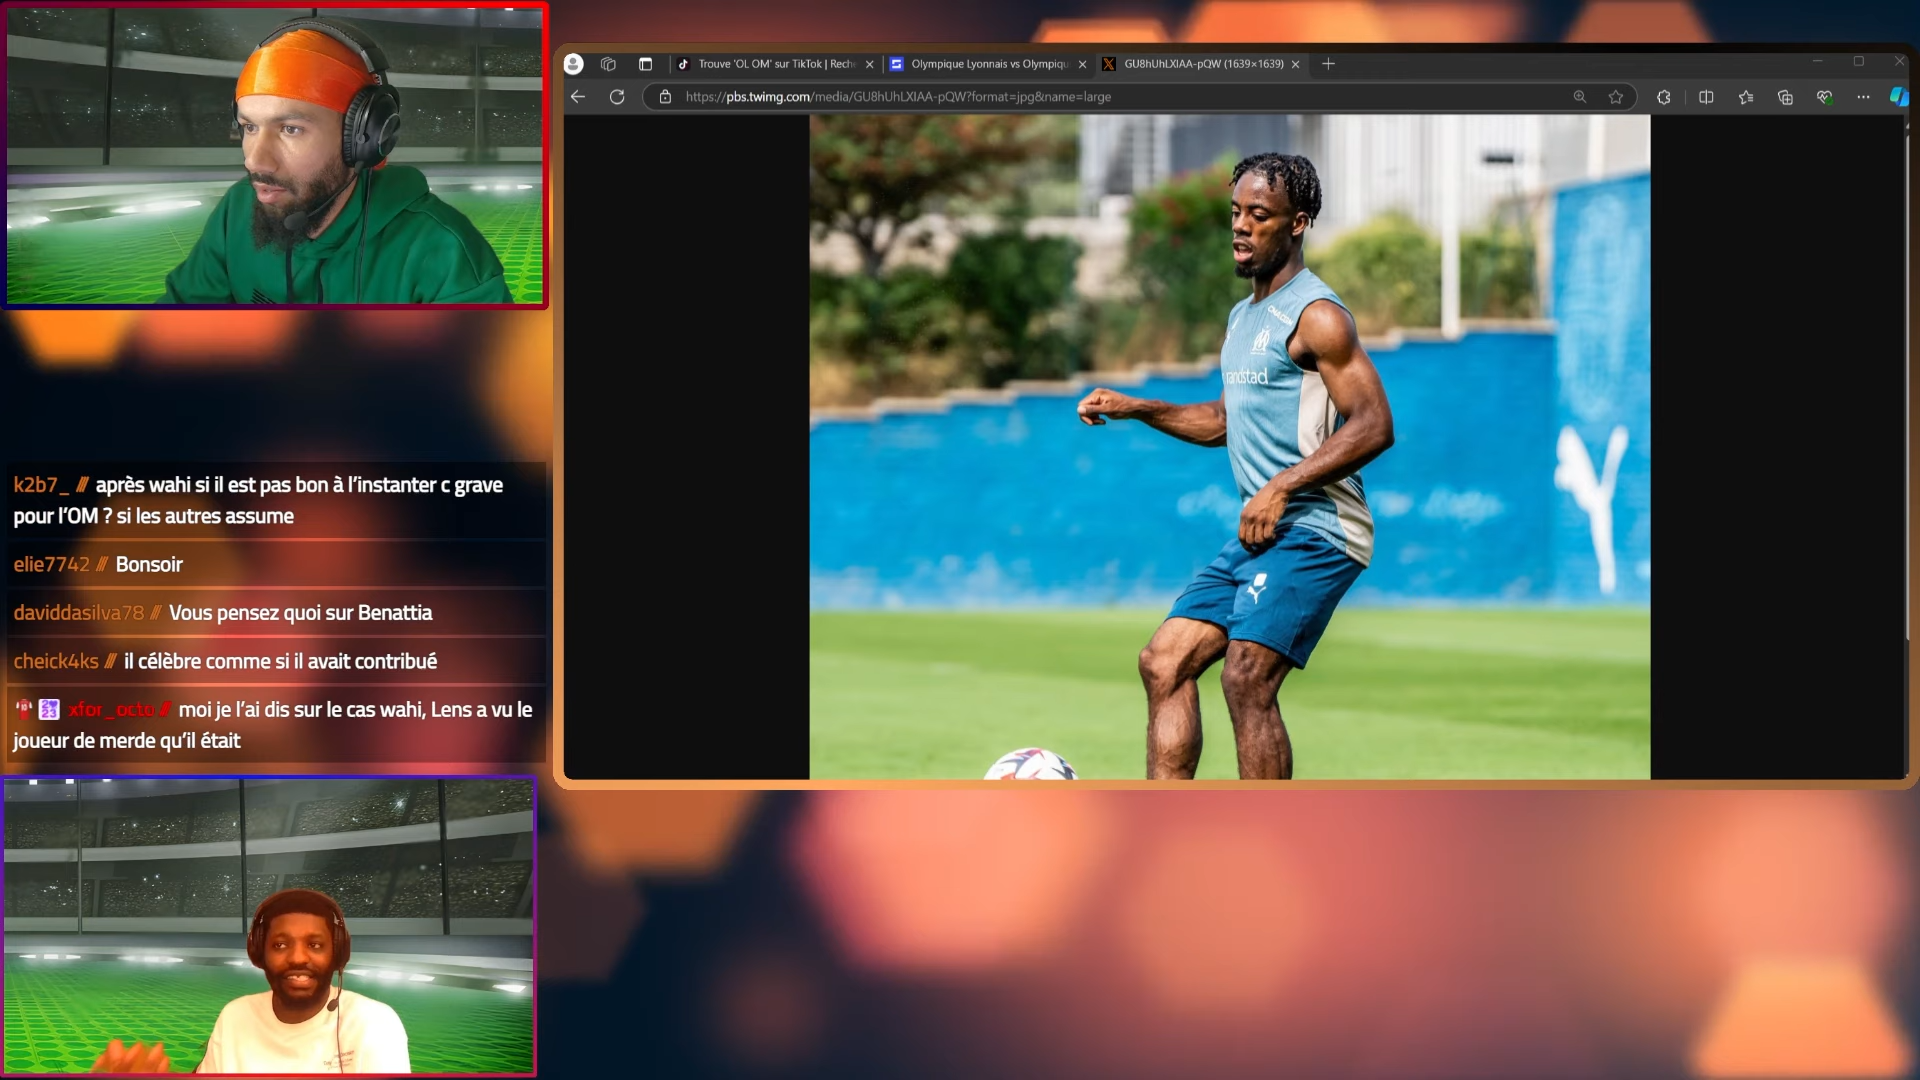 Trouve 'OL OM' sur TikTok | Reche
Olympique Lyonnais vs Olympiqu
GU8hUhLXIAA-pQW (1639×1639)
https://pbs.twimg.com/media/GU8hUhLXIAA-pQW?format=jpg&name=large
randstad
k2b7_ /// après wahi si il est pas bon à l'instanter c grave
pour l'OM ? si les autres assume
elie7742 /// Bonsoir
daviddasilva78 /// Vous pensez quoi sur Benattia
cheick4ks /// il célèbre comme si il avait contribué
xfor_octo /// moi je l'ai dis sur le cas wahi, Lens a vu le
joueur de merde qu'il était